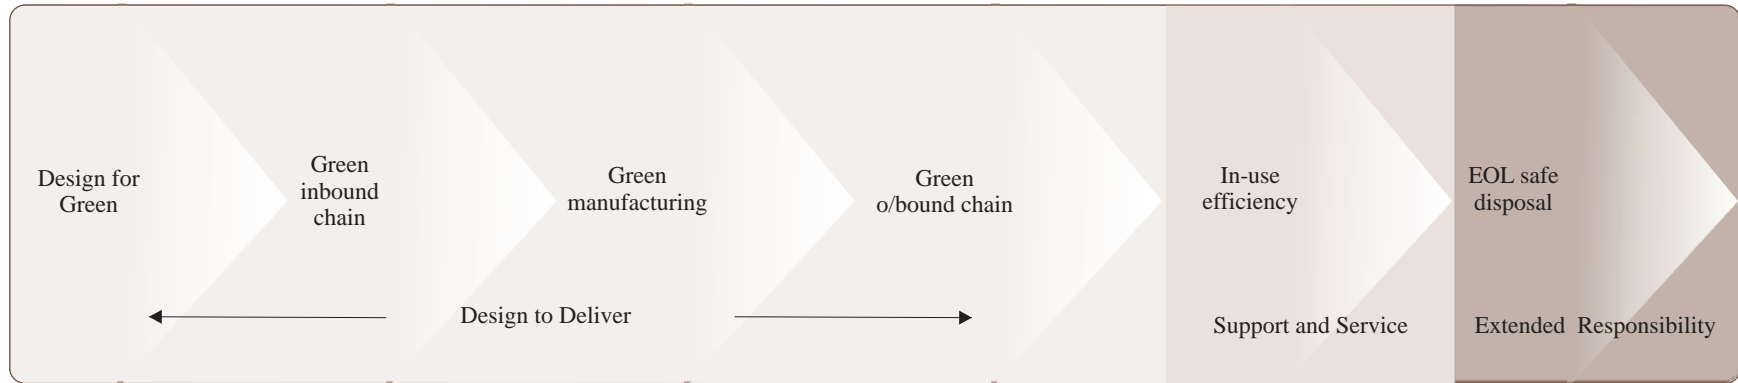 Design for
Green
Green
inbound
chain
Green
manufacturing
Green
o/bound chain
In-use
efficiency
EOL safe
disposal
Design to Deliver
Support and Service
Extended Responsibility